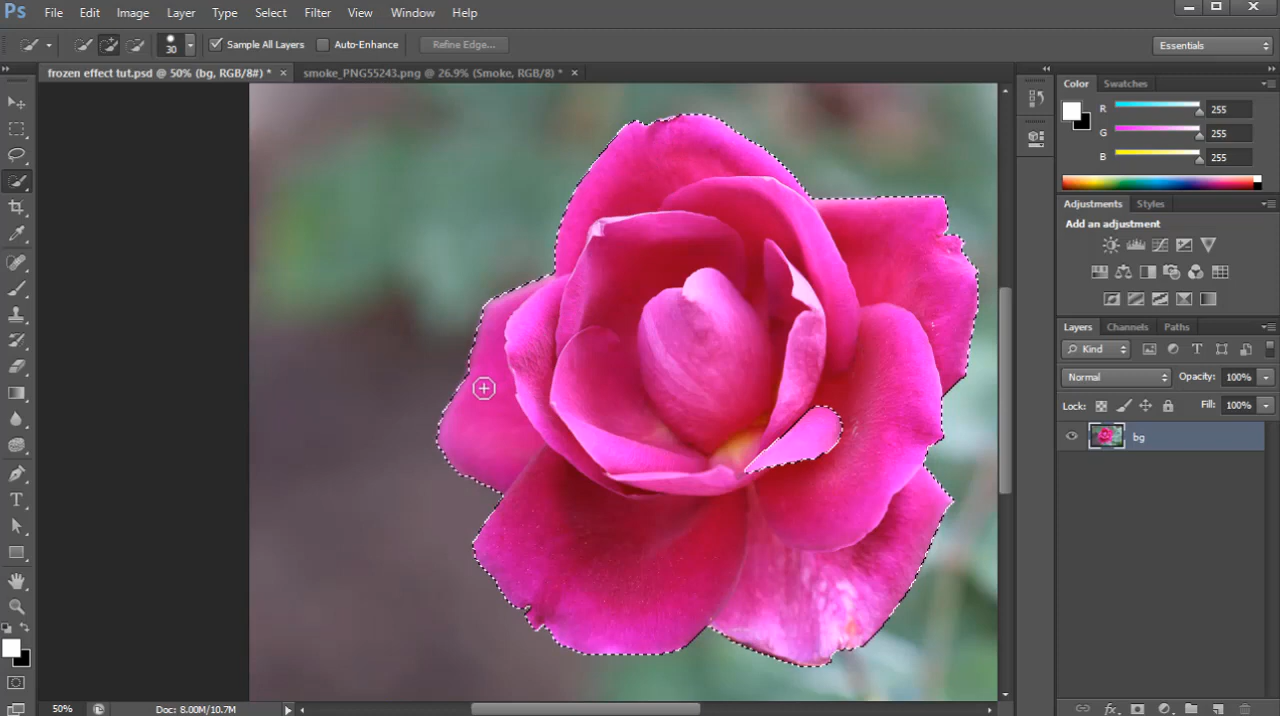 Ps File Edit Image Layer Type Select Filter View Window Help
30 Sample All Layers Auto-Enhance Refine Edge... Essentials
frozen effect tut.psd @ 50% (bg, RGB/8#) * × smoke_PNG55243.png @ 26.9% (Smoke, RGB/8) * ×
Color Swatches
R 255
G 255
B 255
Adjustments Styles
Add an adjustment
Layers Channels Paths
Kind
Normal Opacity: 100%
Lock: Fill: 100%
bg
50% Doc: 8.00M/10.7M